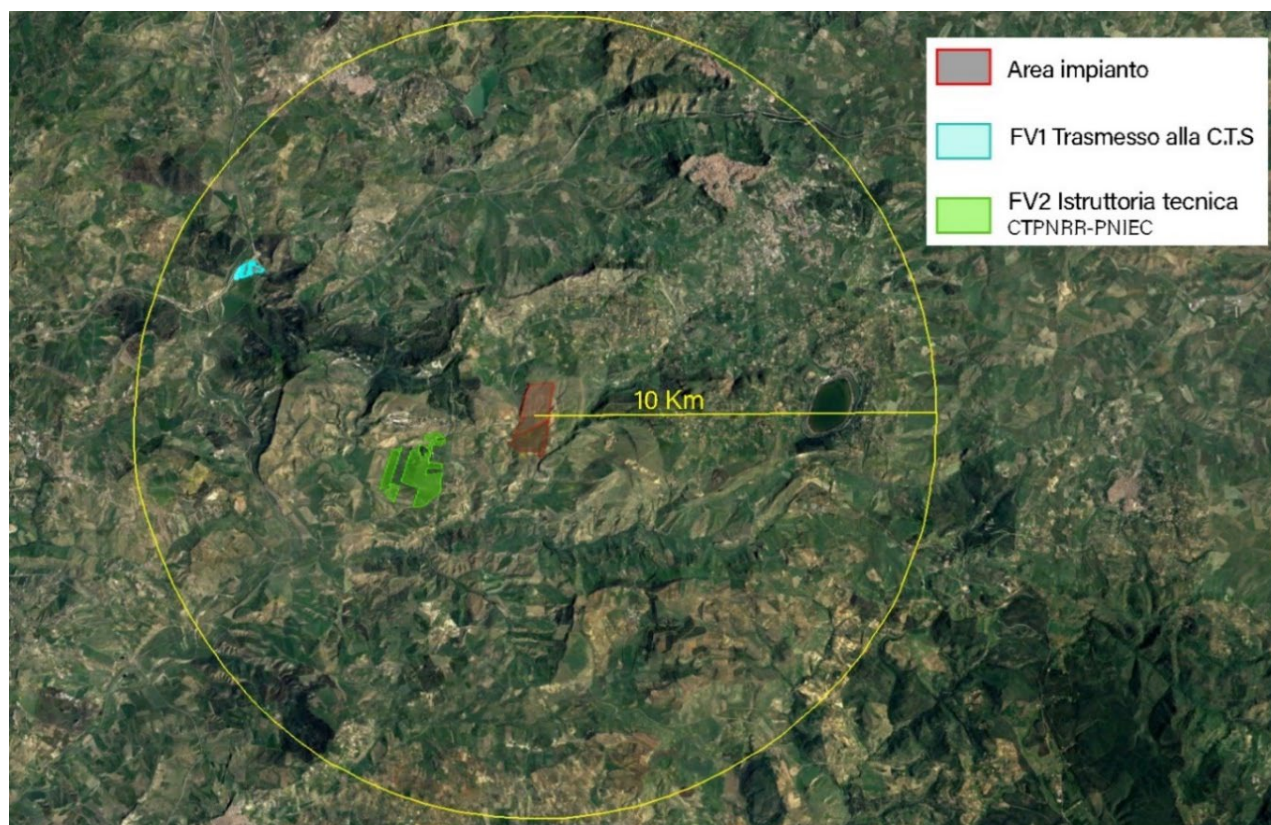 Area impianto
FV1 Trasmesso alla C.T.S
FV2 Istruttoria tecnica
CTPNRR-PNIEC
10 Km